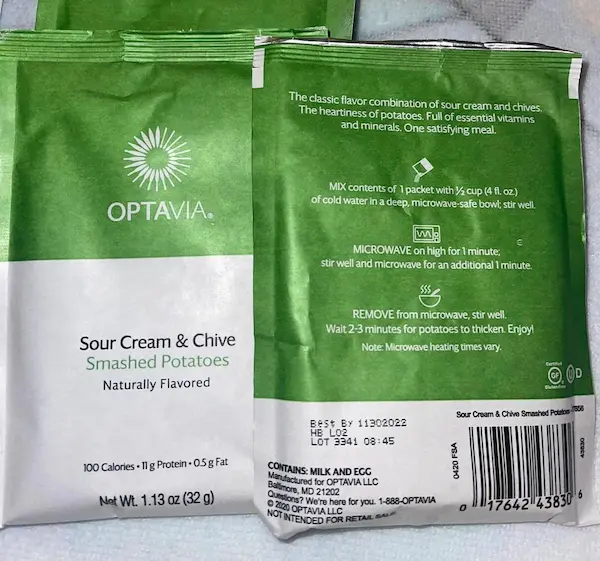 OPTAVIA®
Sour Cream & Chive
Smashed Potatoes
Naturally Flavored
100 Calories • 11 g Protein • 0.5 g Fat
Net Wt. 1.13 oz (32 g)
The classic flavor combination of sour cream and chives.
The heartiness of potatoes. Full of essential vitamins
and minerals. One satisfying meal.
MIX contents of 1 packet with ½ cup (4 fl. oz.)
of cold water in a deep, microwave-safe bowl; stir well.
MICROWAVE on high for 1 minute;
stir well and microwave for an additional 1 minute.
REMOVE from microwave, stir well.
Wait 2-3 minutes for potatoes to thicken. Enjoy!
Note: Microwave heating times vary.
Certified
GF
Gluten-Free
U D
Best By 11302022
HB L02
LOT 3341 08:45
Sour Cream & Chive Smashed Potatoes
CONTAINS: MILK AND EGG
Manufactured for OPTAVIA LLC
Baltimore, MD 21202
Questions? We're here for you. 1-888-OPTAVIA
© 2020 OPTAVIA LLC
NOT INTENDED FOR RETAIL SALE
0420 FSA
43830
0 17642 43830 6